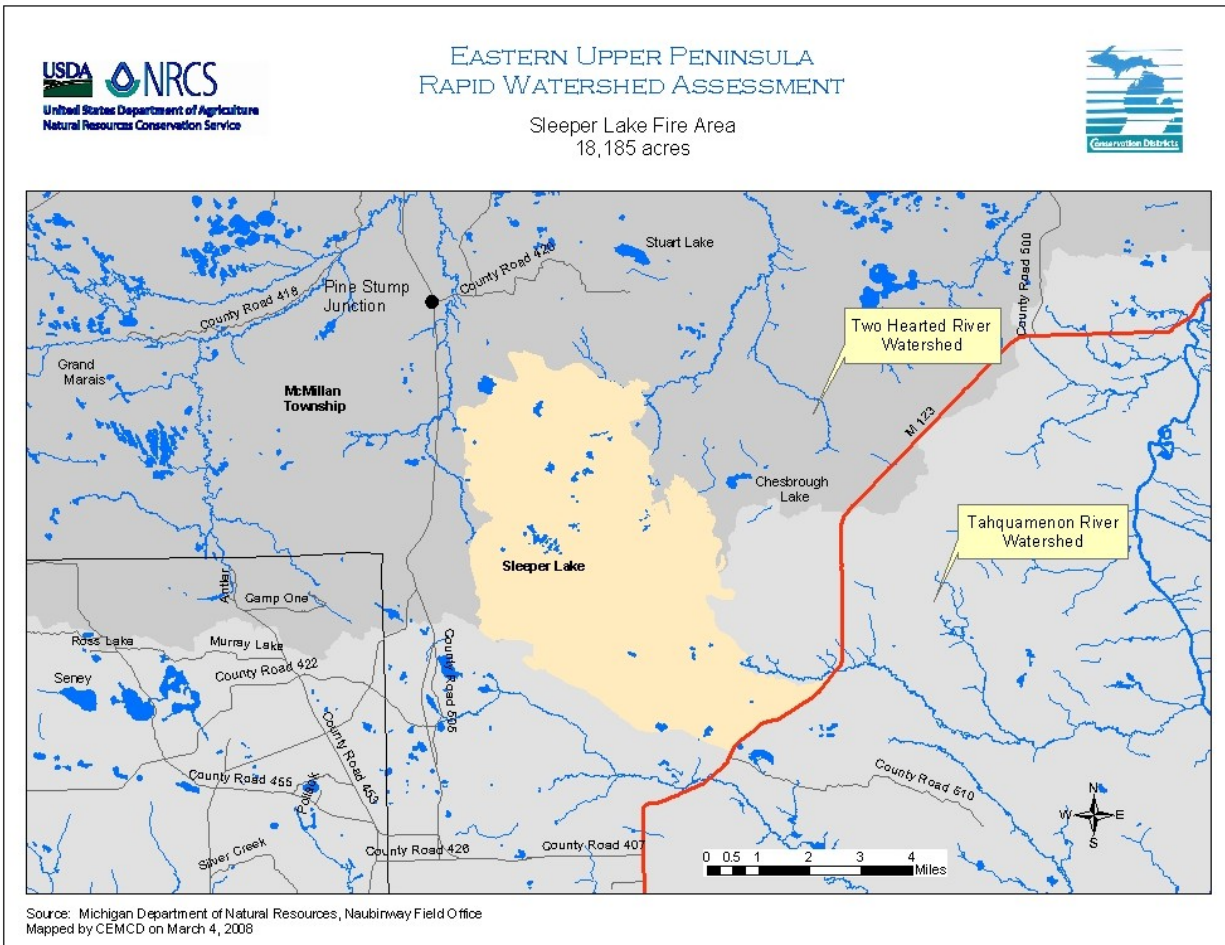 USDA NRCS
United States Department of Agriculture
Natural Resources Conservation Service
EASTERN UPPER PENINSULA
RAPID WATERSHED ASSESSMENT
Sleeper Lake Fire Area
18,185 acres
Conservation Districts
Stuart Lake
County Road 500
County Road 426
Pine Stump
Junction
County Road 418
Two Hearted River
Watershed
Grand
Marais
McMillan
Township
M 123
Chesbrough
Lake
Tahquamenon River
Watershed
Sleeper Lake
Antler
Camp One
Ross Lake
Murray Lake
County Road 422
Seney
County Road 505
County Road 453
County Road 455
Pollock
County Road 510
N
W E
S
Silver Creek
County Road 426
County Road 407
0 0.5 1 2 3 4
Miles
Source: Michigan Department of Natural Resources, Naubinway Field Office
Mapped by CEMCD on March 4, 2008